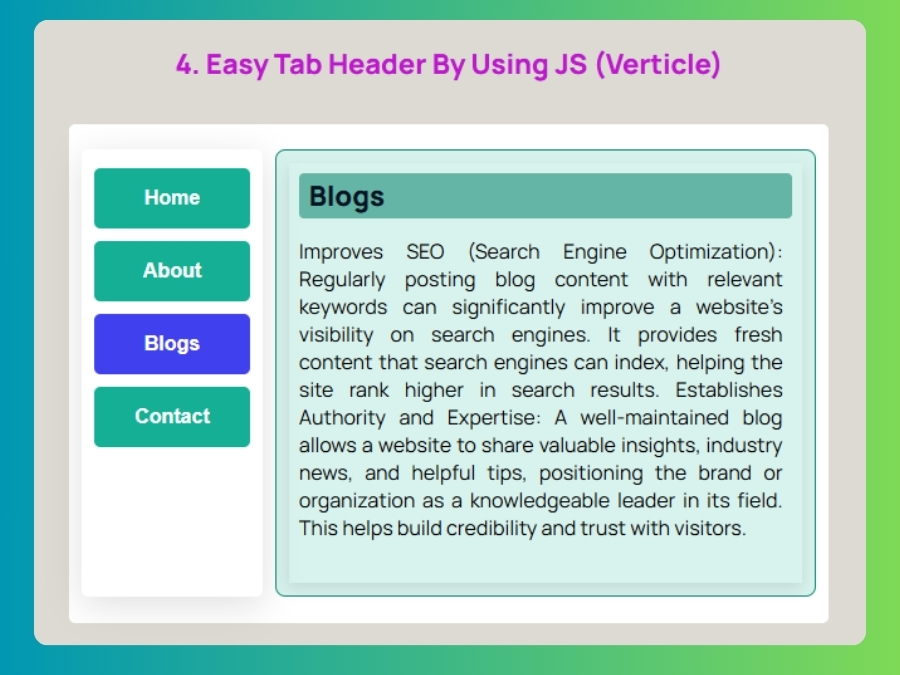 4. Easy Tab Header By Using JS (Verticle)
Home
About
Blogs
Contact
Blogs
Improves SEO (Search Engine Optimization):
Regularly posting blog content with relevant
keywords can significantly improve a website's
visibility on search engines. It provides fresh
content that search engines can index, helping the
site rank higher in search results. Establishes
Authority and Expertise: A well-maintained blog
allows a website to share valuable insights, industry
news, and helpful tips, positioning the brand or
organization as a knowledgeable leader in its field.
This helps build credibility and trust with visitors.